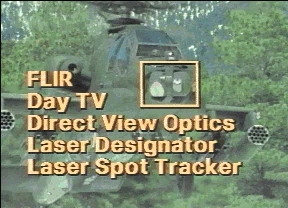 FLIR
Day TV
Direct View Optics
Laser Designator
Laser Spot Tracker